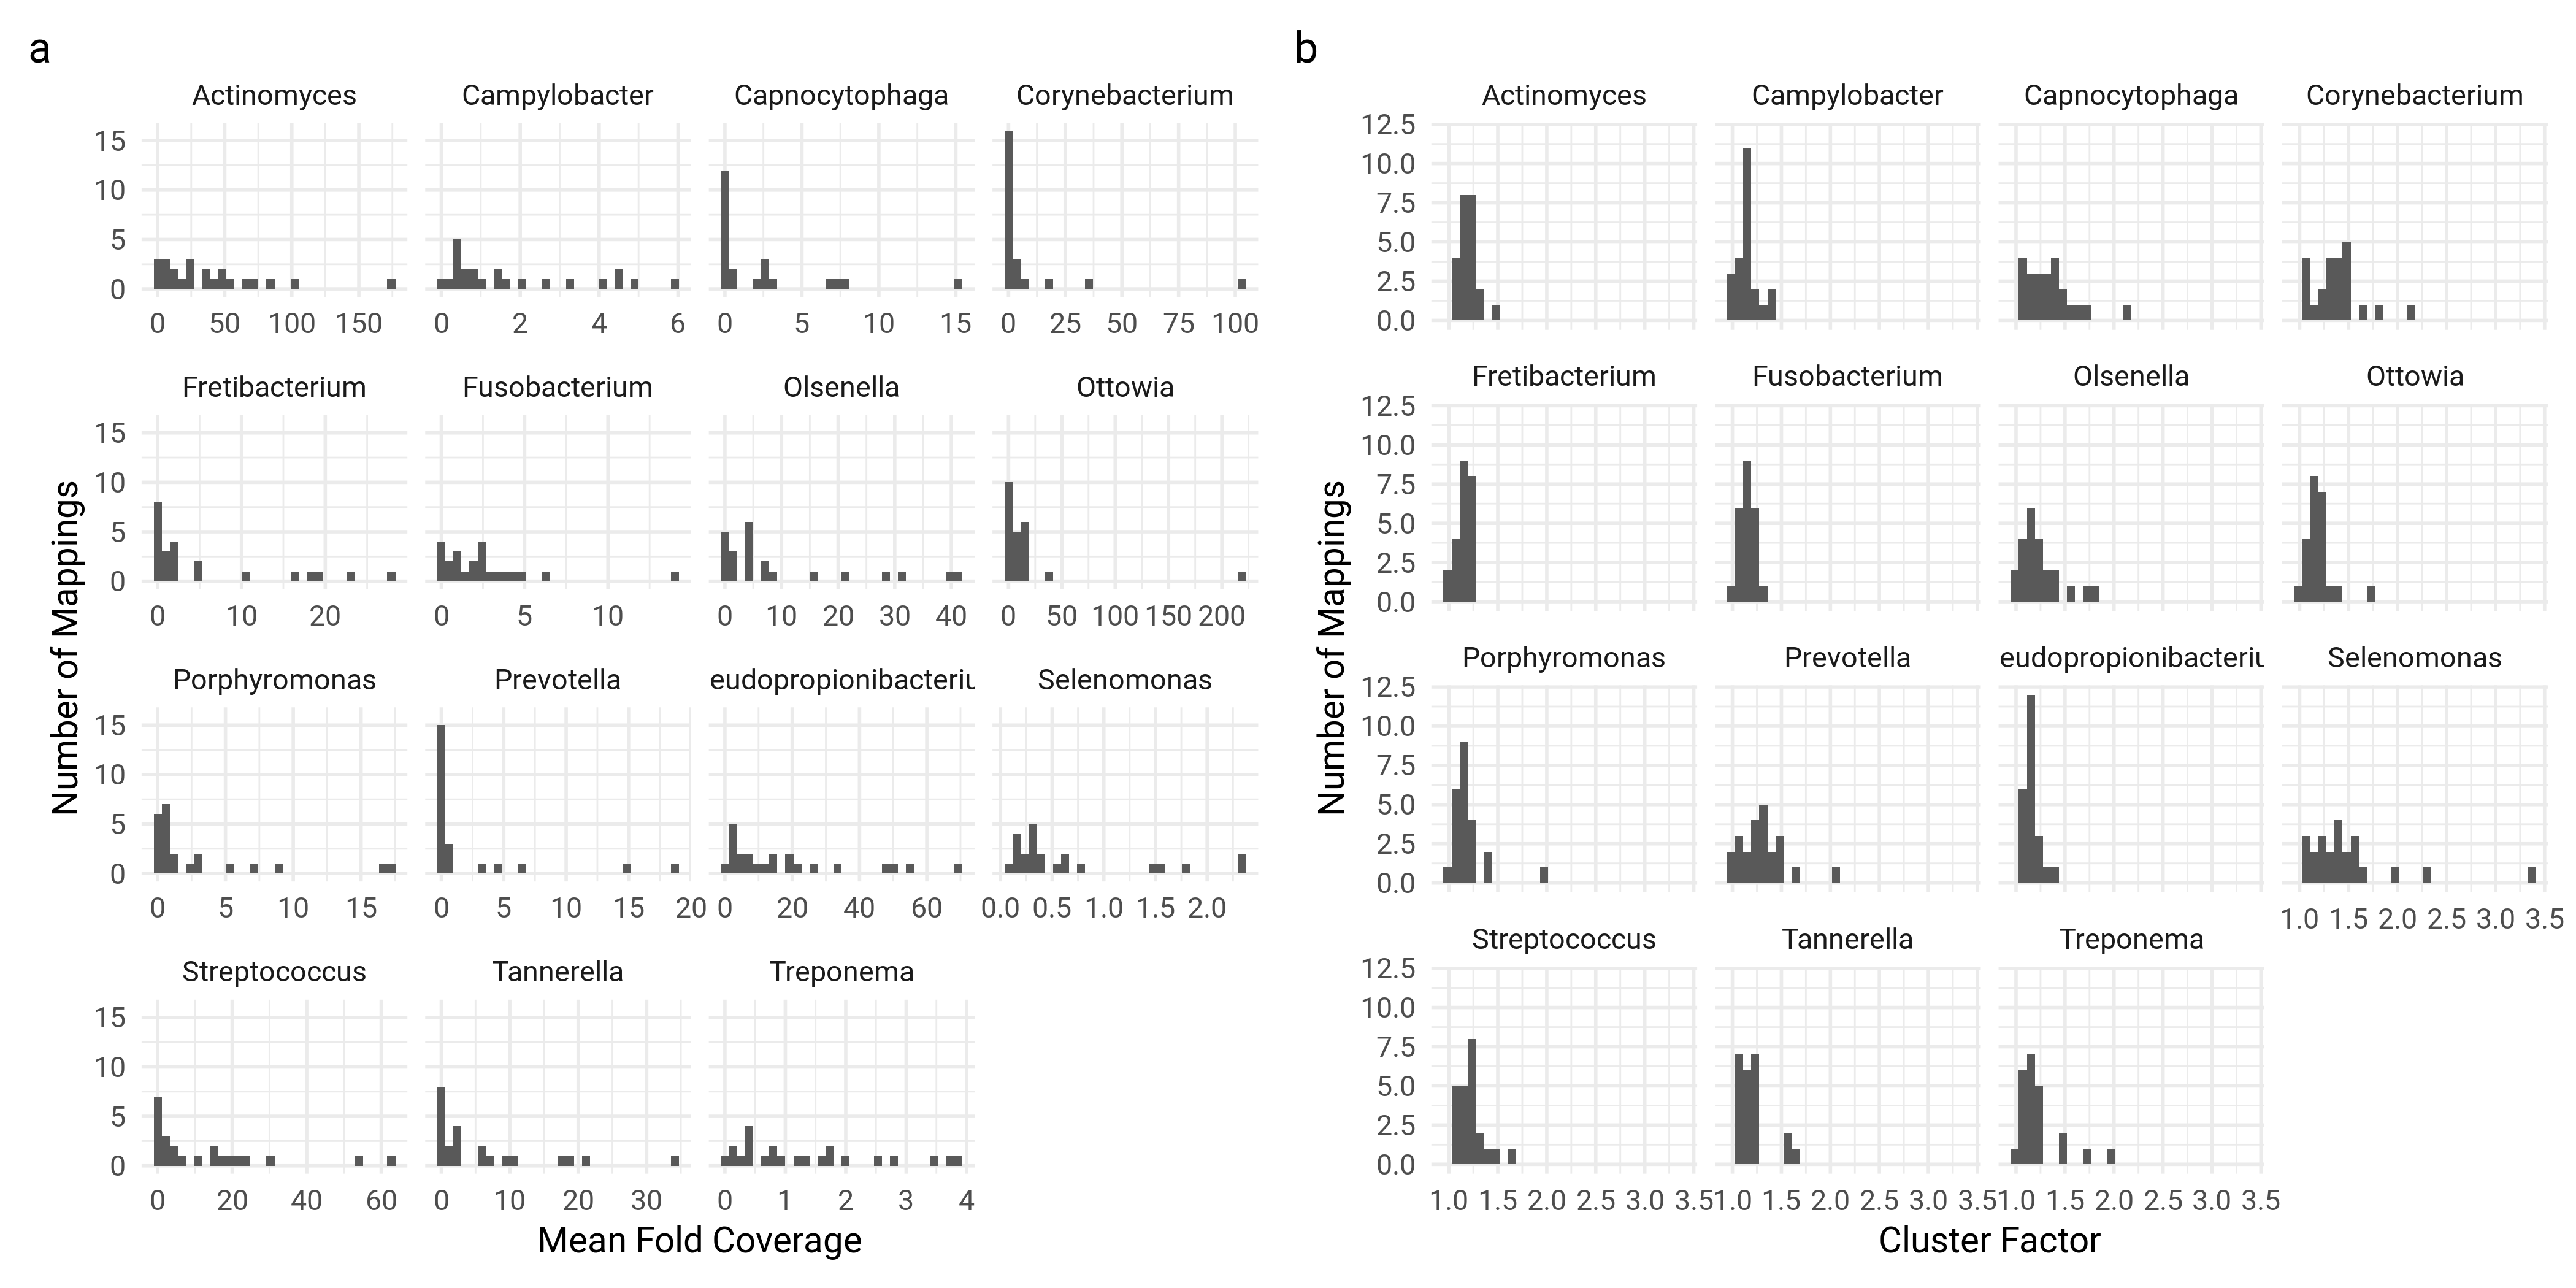 a
Actinomyces Campylobacter Capnocytophaga Corynebacterium
15
10
5
0
0 50 100 150 0 2 4 6 0 5 10 15 0 25 50 75 100
Fretibacterium Fusobacterium Olsenella Ottowia
15
10
5
0
0 10 20 0 5 10 0 10 20 30 40 0 50 100 150 200
Porphyromonas Prevotella eudopropionibacteriu Selenomonas
15
10
5
0
0 5 10 15 0 5 10 15 20 0 20 40 60 0.0 0.5 1.0 1.5 2.0
Streptococcus Tannerella Treponema
15
10
5
0
0 20 40 60 0 10 20 30 0 1 2 3 4
Number of Mappings
Mean Fold Coverage
b
Actinomyces Campylobacter Capnocytophaga Corynebacterium
12.5
10.0
7.5
5.0
2.5
0.0
Fretibacterium Fusobacterium Olsenella Ottowia
12.5
10.0
7.5
5.0
2.5
0.0
Porphyromonas Prevotella eudopropionibacteriu Selenomonas
12.5
10.0
7.5
5.0
2.5
0.0
1.0 1.5 2.0 2.5 3.0 3.5
Streptococcus Tannerella Treponema
12.5
10.0
7.5
5.0
2.5
0.0
1.0 1.5 2.0 2.5 3.0 3.5 1.0 1.5 2.0 2.5 3.0 3.5 1.0 1.5 2.0 2.5 3.0 3.5
Number of Mappings
Cluster Factor